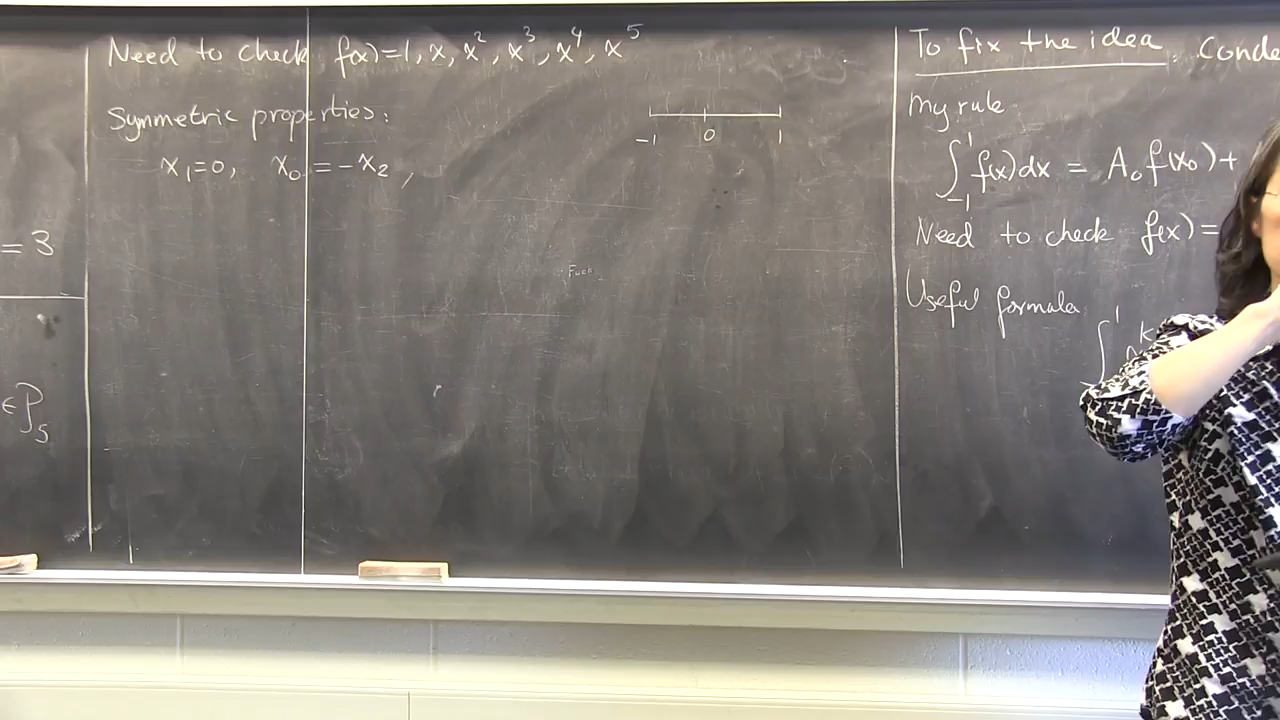 = 3
∈ P₅
Need to check f(x)=1, x, x², x³, x⁴, x⁵
Symmetric properties:
x₁=0, x₀=-x₂,
-1 0 1
Fuck
To fix the idea. Conde
My rule
∫₋₁¹ f(x)dx = A₀f(x₀)+
Need to check f(x)=
Useful formula
∫ 1 k